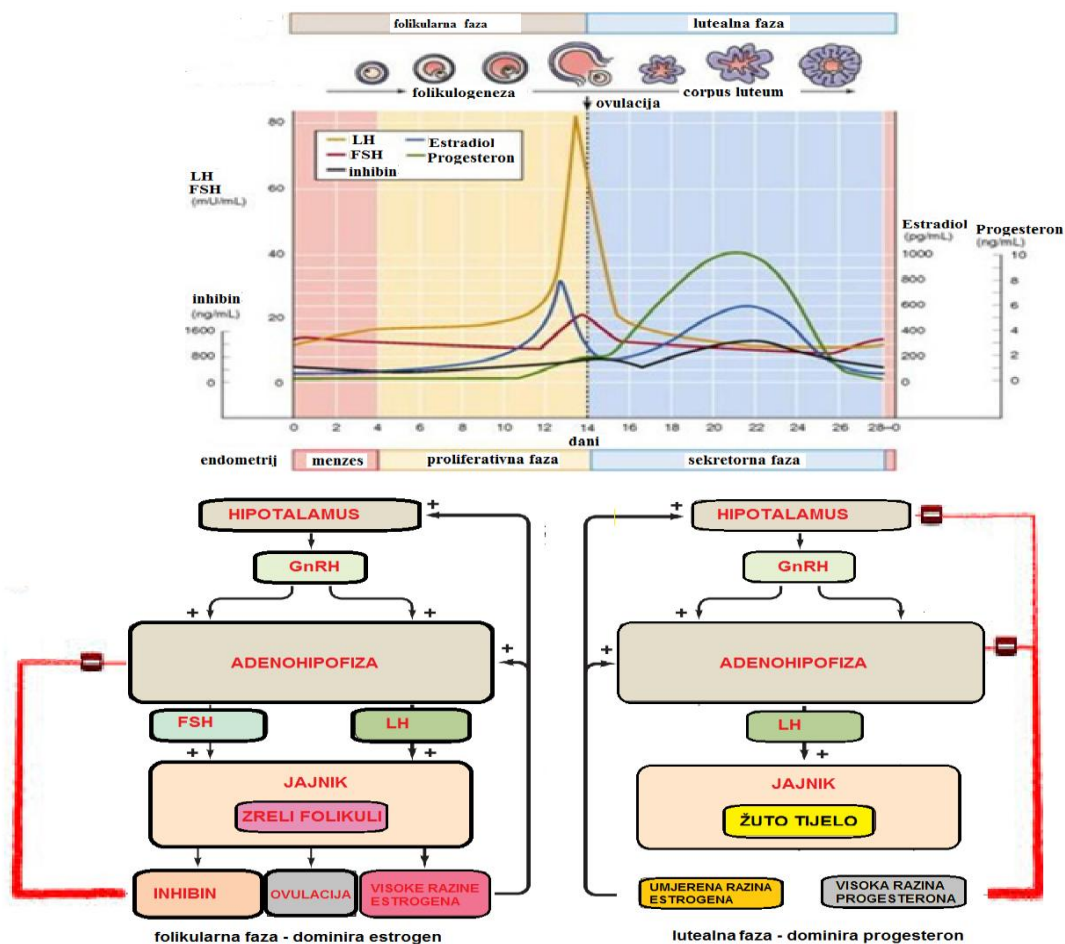 folikularna faza
lutealna faza
folikulogeneza
corpus luteum
ovulacija
80
60
40
20
LH
FSH
(mU/mL)
LH
FSH
inhibin
Estradiol
Progesteron
inhibin
(ng/mL)
1600
800
0
Estradiol
(pg/mL)
1000
800
600
400
200
0
Progesteron
(ng/mL)
10
8
6
4
2
0
0 2 4 6 8 10 12 14 16 18 20 22 24 26 28–0
dani
endometrij
menzes
proliferativna faza
sekretorna faza
HIPOTALAMUS
+
GnRH
+ +
ADENOHIPOFIZA
+
–
FSH
LH
+ +
JAJNIK
ZRELI FOLIKULI
INHIBIN
OVULACIJA
VISOKE RAZINE
ESTROGENA
folikularna faza - dominira estrogen
+
HIPOTALAMUS
–
GnRH
+ +
+
ADENOHIPOFIZA
–
LH
+
JAJNIK
ŽUTO TIJELO
UMJERENA RAZINA
ESTROGENA
VISOKA RAZINA
PROGESTERONA
lutealna faza - dominira progesteron